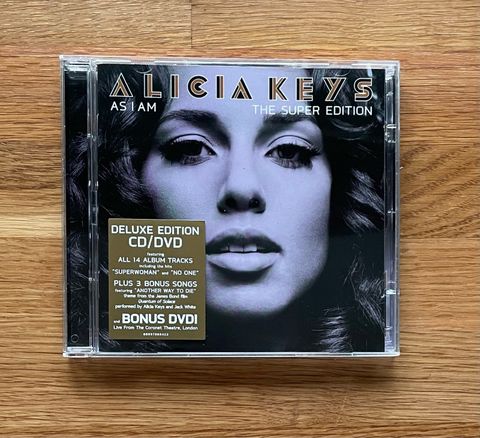 ALICIA KEYS
AS I AM
THE SUPER EDITION
DELUXE EDITION
CD/DVD
featuring
ALL 14 ALBUM TRACKS
including the hits
"SUPERWOMAN" and "NO ONE"
PLUS 3 BONUS SONGS
featuring "ANOTHER WAY TO DIE"
theme from the James Bond film
Quantum of Solace
performed by Alicia Keys and Jack White
and BONUS DVD!
Live From The Coronet Theatre, London